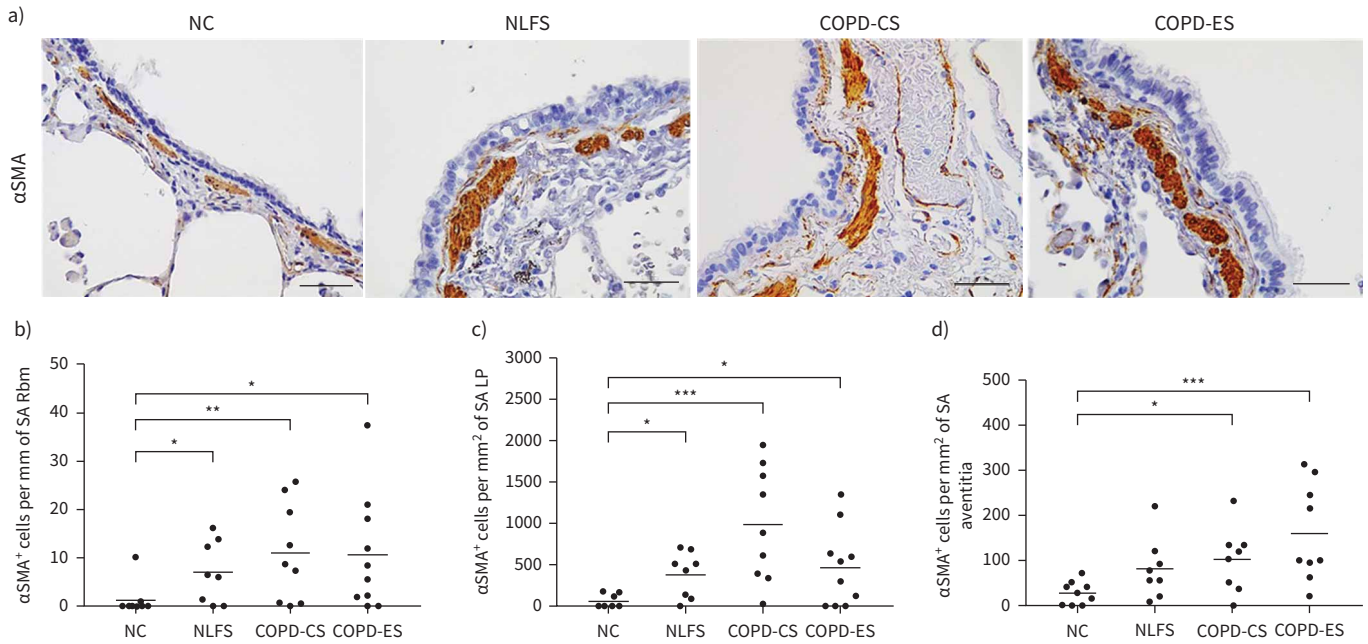 a)
NC NLFS COPD-CS COPD-ES
αSMA
b)
αSMA+ cells per mm of SA Rbm
50
40
30
20
10
0
* ** *
NC NLFS COPD-CS COPD-ES
c)
αSMA+ cells per mm2 of SA LP
3000
2500
2000
1500
1000
500
0
* *** *
NC NLFS COPD-CS COPD-ES
d)
αSMA+ cells per mm2 of SA
aventitia
500
400
300
200
100
0
* ***
NC NLFS COPD-CS COPD-ES